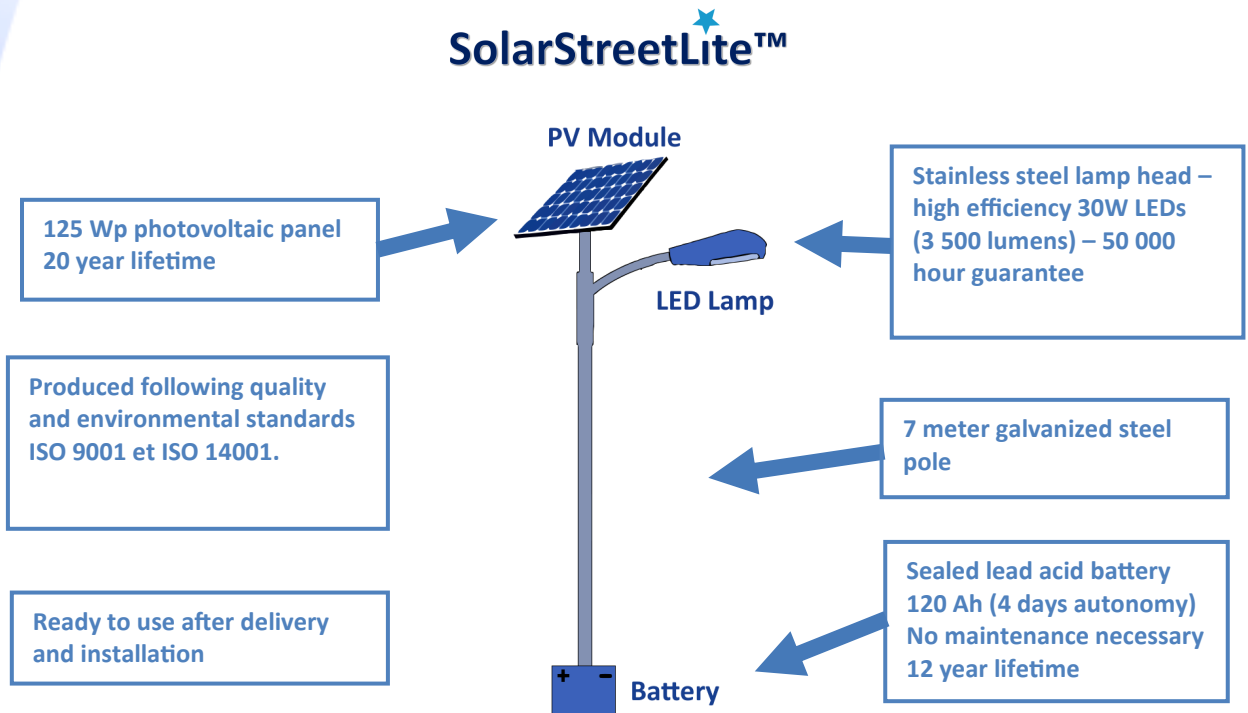 SolarStreetLite™
PV Module
125 Wp photovoltaic panel
20 year lifetime
Stainless steel lamp head –
high efficiency 30W LEDs
(3 500 lumens) – 50 000
hour guarantee
LED Lamp
Produced following quality
and environmental standards
ISO 9001 et ISO 14001.
7 meter galvanized steel
pole
Ready to use after delivery
and installation
Sealed lead acid battery
120 Ah (4 days autonomy)
No maintenance necessary
12 year lifetime
+ −
Battery